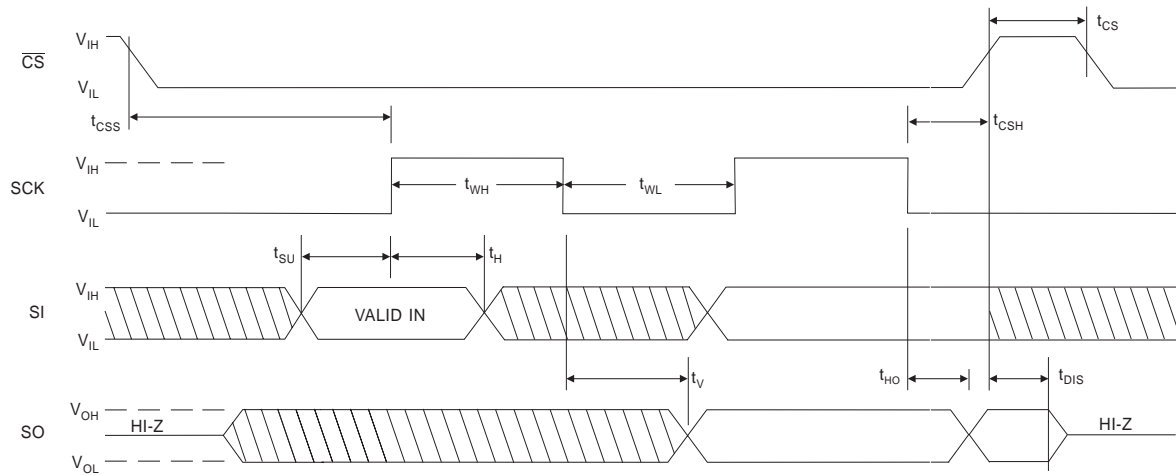 V_IH
t_CS
C̅S̅
V_IL
t_CSS
t_CSH
V_IH
t_WH
t_WL
SCK
V_IL
t_SU
t_H
V_IH
SI
VALID IN
V_IL
t_V
t_HO
t_DIS
V_OH
SO
HI-Z
HI-Z
V_OL